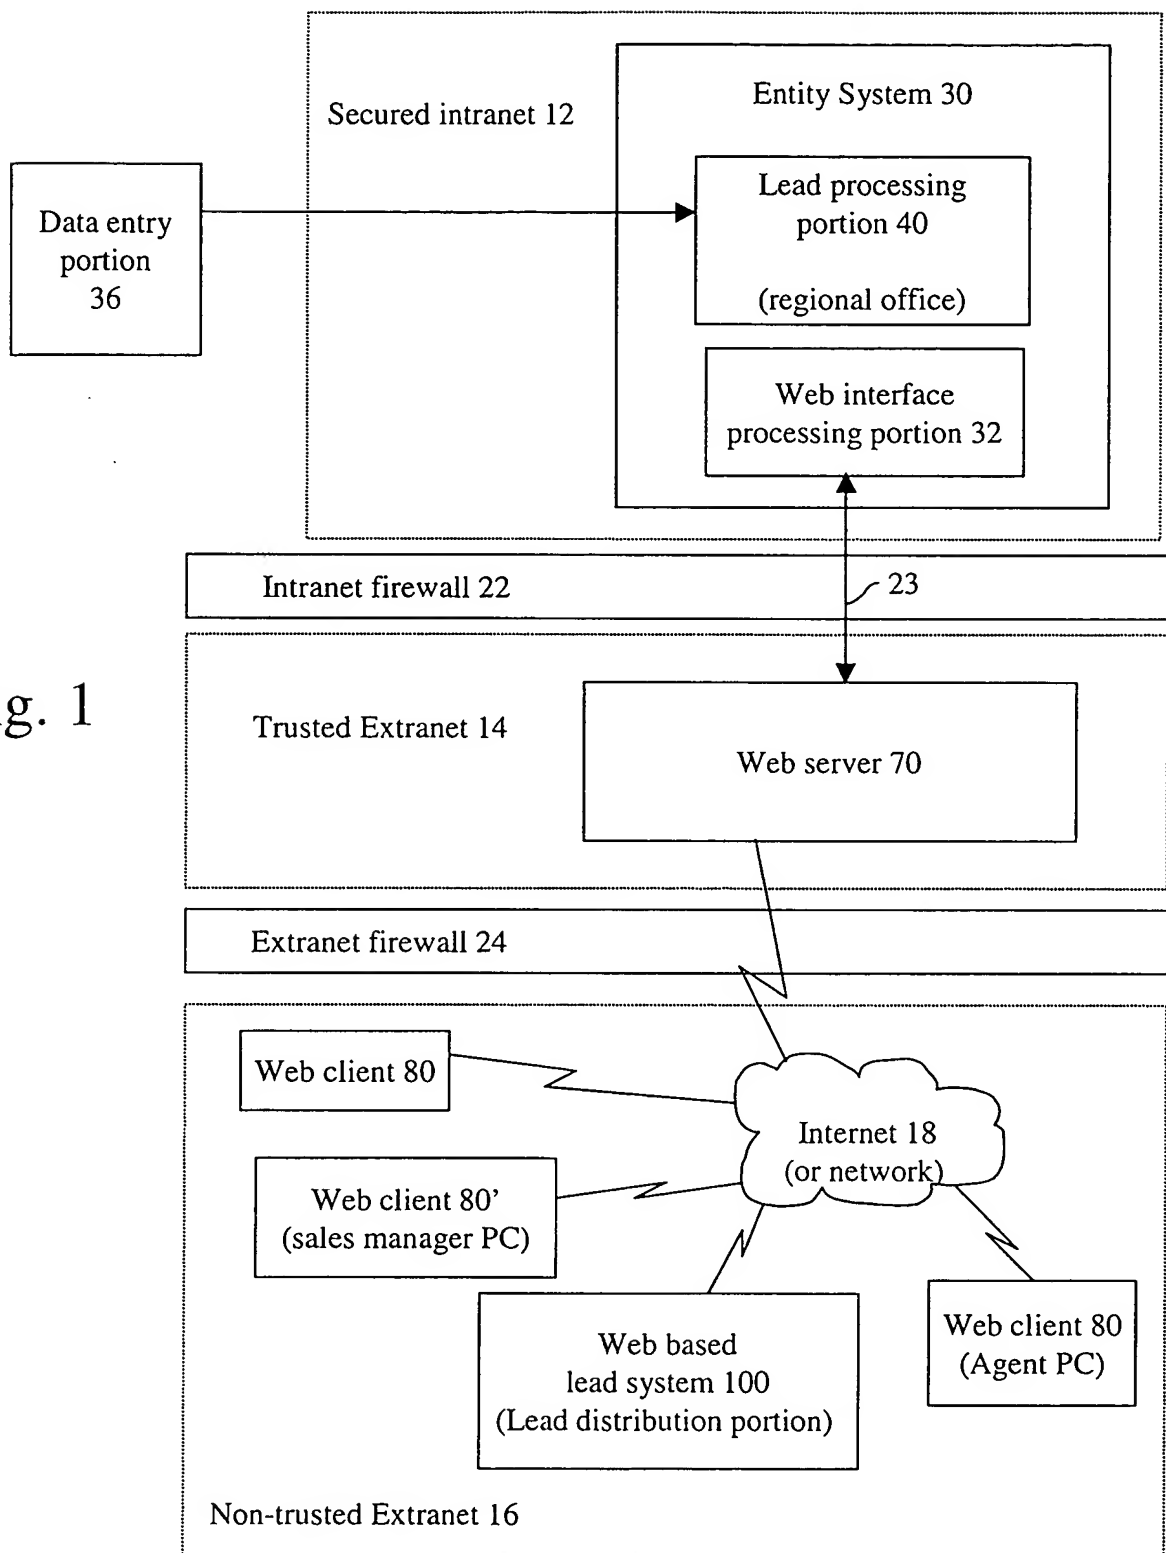 Secured intranet 12
Entity System 30
Lead processing
portion 40
(regional office)
Data entry
portion
36
Web interface
processing portion 32
Intranet firewall 22
23
g. 1
Trusted Extranet 14
Web server 70
Extranet firewall 24
Web client 80
Internet 18
(or network)
Web client 80’
(sales manager PC)
Web client 80
(Agent PC)
Web based
lead system 100
(Lead distribution portion)
Non-trusted Extranet 16